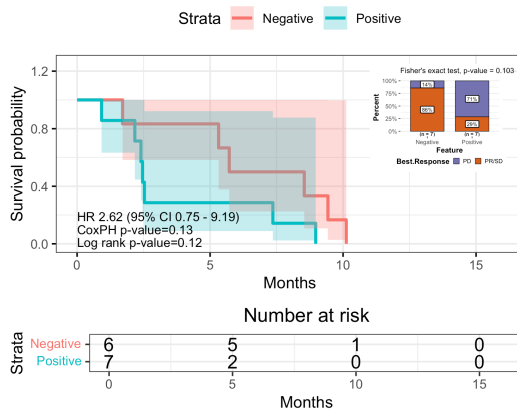 Strata Negative Positive
Fisher's exact test, p-value = 0.103
Survival probability
1.2
0.8
0.4
0.0
Percent
100%
75%
50%
25%
0%
14%
86%
71%
29%
(n = 7) (n = 7)
Negative Positive
Feature
Best.Response PD PR/SD
HR 2.62 (95% CI 0.75 - 9.19)
CoxPH p-value=0.13
Log rank p-value=0.12
0 5 10 15
Months
Number at risk
Strata
Negative 6 5 1 0
Positive 7 2 0 0
0 5 10 15
Months